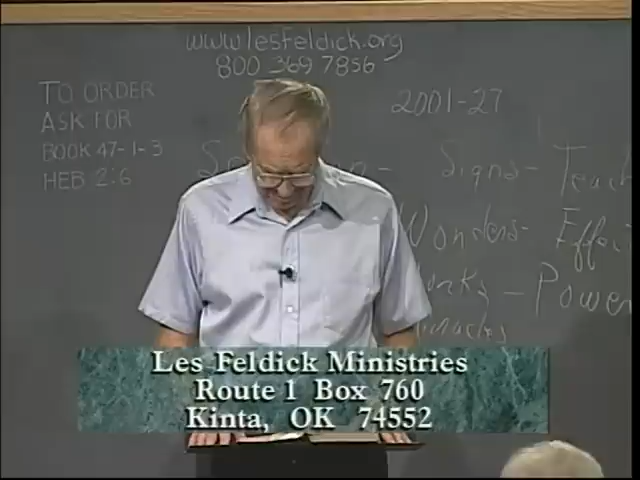 www.lesfeldick.org
800 369 7856
2001-27
TO ORDER
ASK FOR
BOOK 47-1-3
HEB 2:6
Signs- Teach
Wonders- Effec
Power
Miracles
Les Feldick Ministries
Route 1 Box 760
Kinta, OK 74552